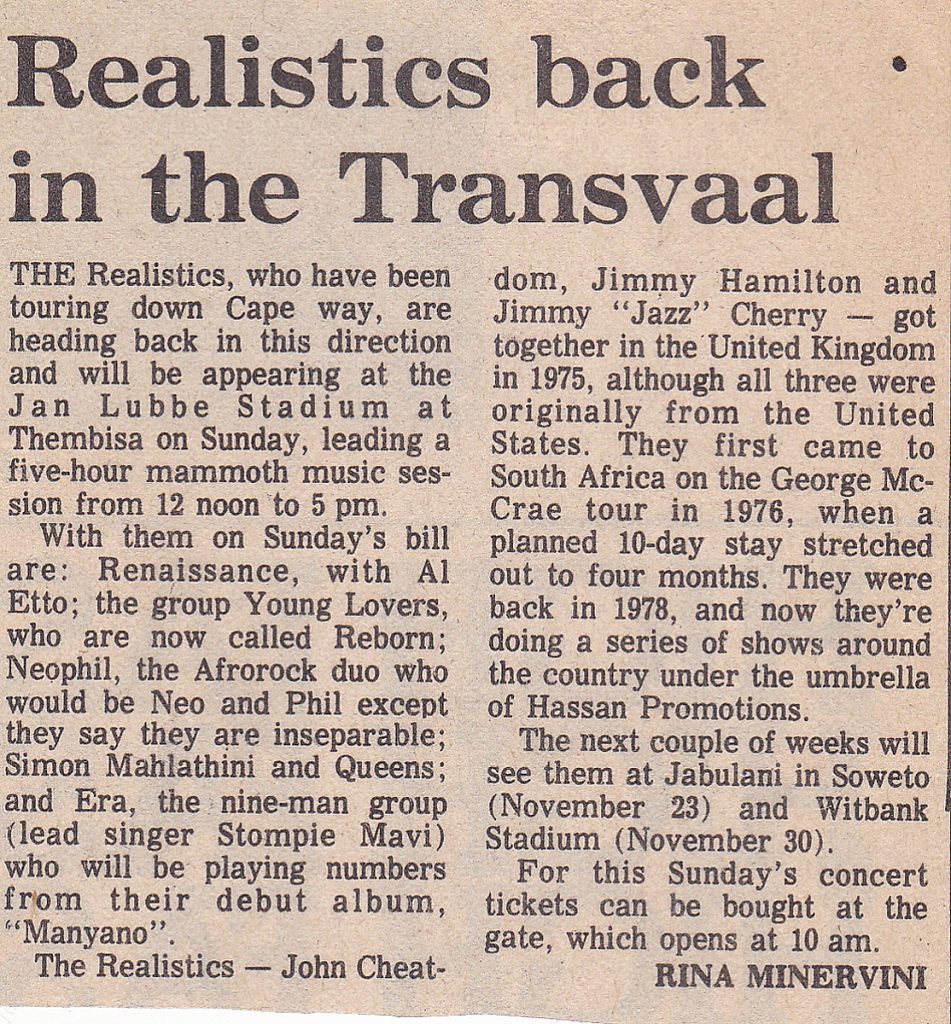 Realistics back
in the Transvaal
THE Realistics, who have been
touring down Cape way, are
heading back in this direction
and will be appearing at the
Jan Lubbe Stadium at
Thembisa on Sunday, leading a
five-hour mammoth music ses-
sion from 12 noon to 5 pm.
With them on Sunday's bill
are: Renaissance, with Al
Etto; the group Young Lovers,
who are now called Reborn;
Neophil, the Afrorock duo who
would be Neo and Phil except
they say they are inseparable;
Simon Mahlathini and Queens;
and Era, the nine-man group
(lead singer Stompie Mavi)
who will be playing numbers
from their debut album,
"Manyano".
The Realistics — John Cheat-
dom, Jimmy Hamilton and
Jimmy "Jazz" Cherry — got
together in the United Kingdom
in 1975, although all three were
originally from the United
States. They first came to
South Africa on the George Mc-
Crae tour in 1976, when a
planned 10-day stay stretched
out to four months. They were
back in 1978, and now they're
doing a series of shows around
the country under the umbrella
of Hassan Promotions.
The next couple of weeks will
see them at Jabulani in Soweto
(November 23) and Witbank
Stadium (November 30).
For this Sunday's concert
tickets can be bought at the
gate, which opens at 10 am.
RINA MINERVINI